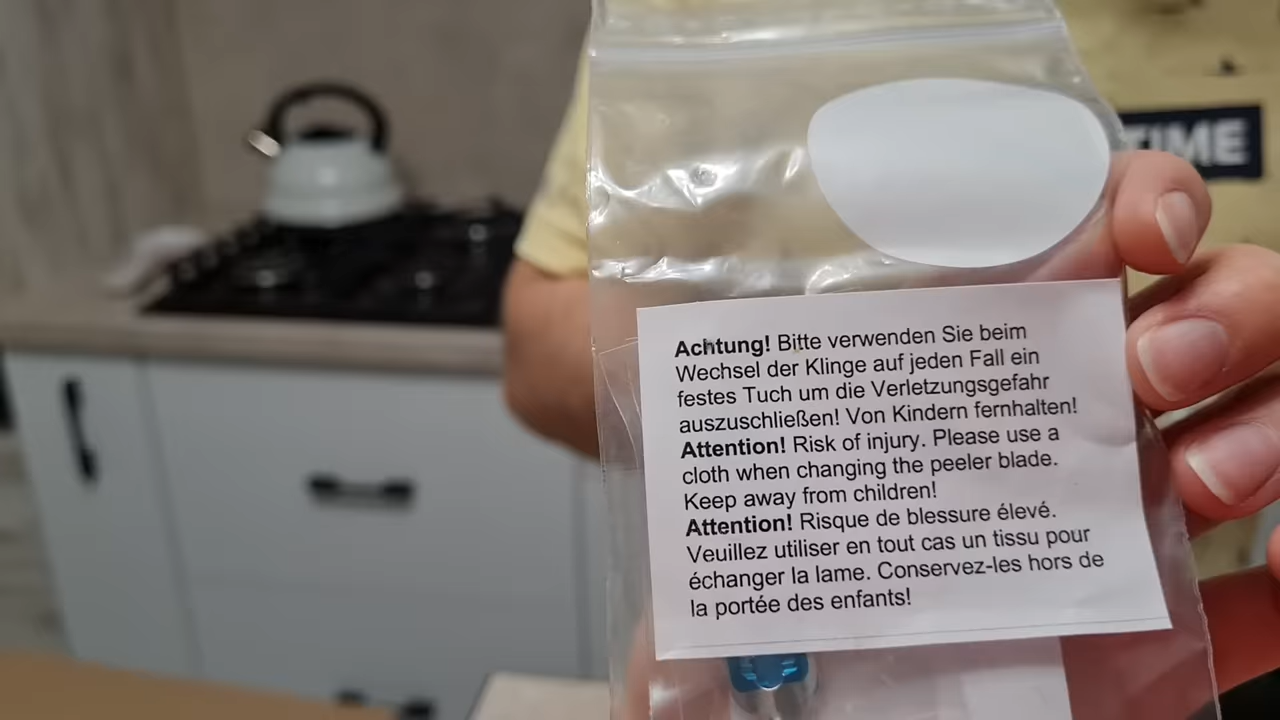 TIME
Achtung! Bitte verwenden Sie beim
Wechsel der Klinge auf jeden Fall ein
festes Tuch um die Verletzungsgefahr
auszuschließen! Von Kindern fernhalten!
Attention! Risk of injury. Please use a
cloth when changing the peeler blade.
Keep away from children!
Attention! Risque de blessure élevé.
Veuillez utiliser en tout cas un tissu pour
échanger la lame. Conservez-les hors de
la portée des enfants!